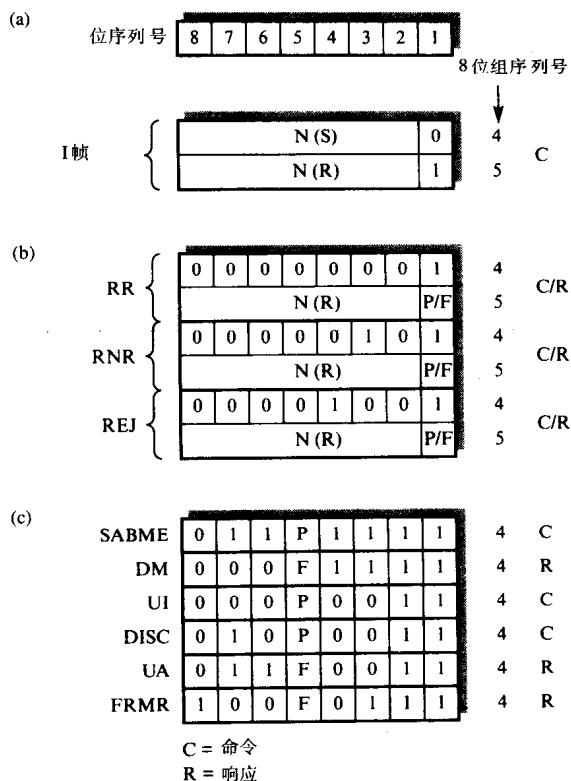 (a)
位序列号 8 7 6 5 4 3 2 1
8位组序列号
I帧
N(S) 0 4
N(R) 1 5
C
(b)
RR
0 0 0 0 0 0 0 1 4
N(R) P/F 5
C/R
RNR
0 0 0 0 0 1 0 1 4
N(R) P/F 5
C/R
REJ
0 0 0 0 1 0 0 1 4
N(R) P/F 5
C/R
(c)
SABME 0 1 1 P 1 1 1 1 4 C
DM 0 0 0 F 1 1 1 1 4 R
UI 0 0 0 P 0 0 1 1 4 C
DISC 0 1 0 P 0 0 1 1 4 C
UA 0 1 1 F 0 0 1 1 4 R
FRMR 1 0 0 F 0 1 1 1 4 R
C = 命令
R = 响应